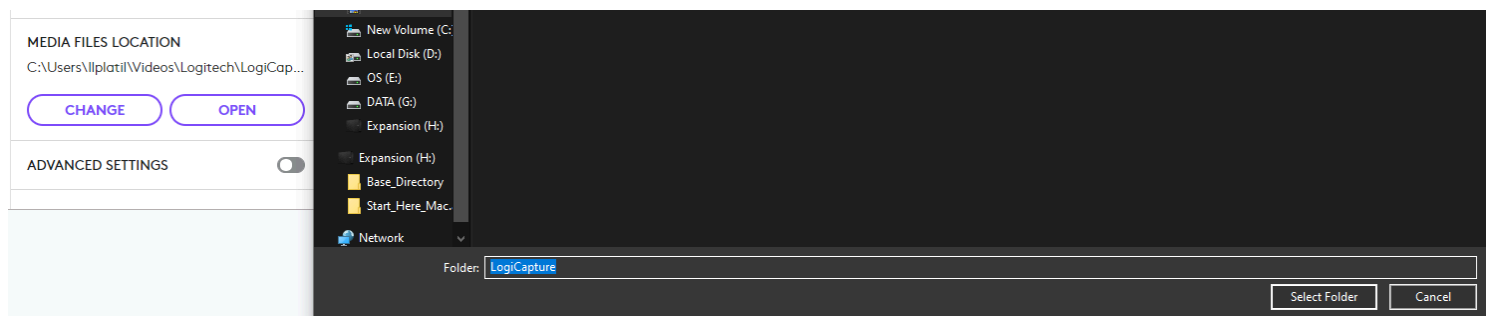 MEDIA FILES LOCATION
C:\Users\llplatil\Videos\Logitech\LogiCap...
CHANGE
OPEN
ADVANCED SETTINGS
New Volume (C:
Local Disk (D:)
OS (E:)
DATA (G:)
Expansion (H:)
Expansion (H:)
Base_Directory
Start_Here_Mac.
Network
Folder: LogiCapture
Select Folder
Cancel